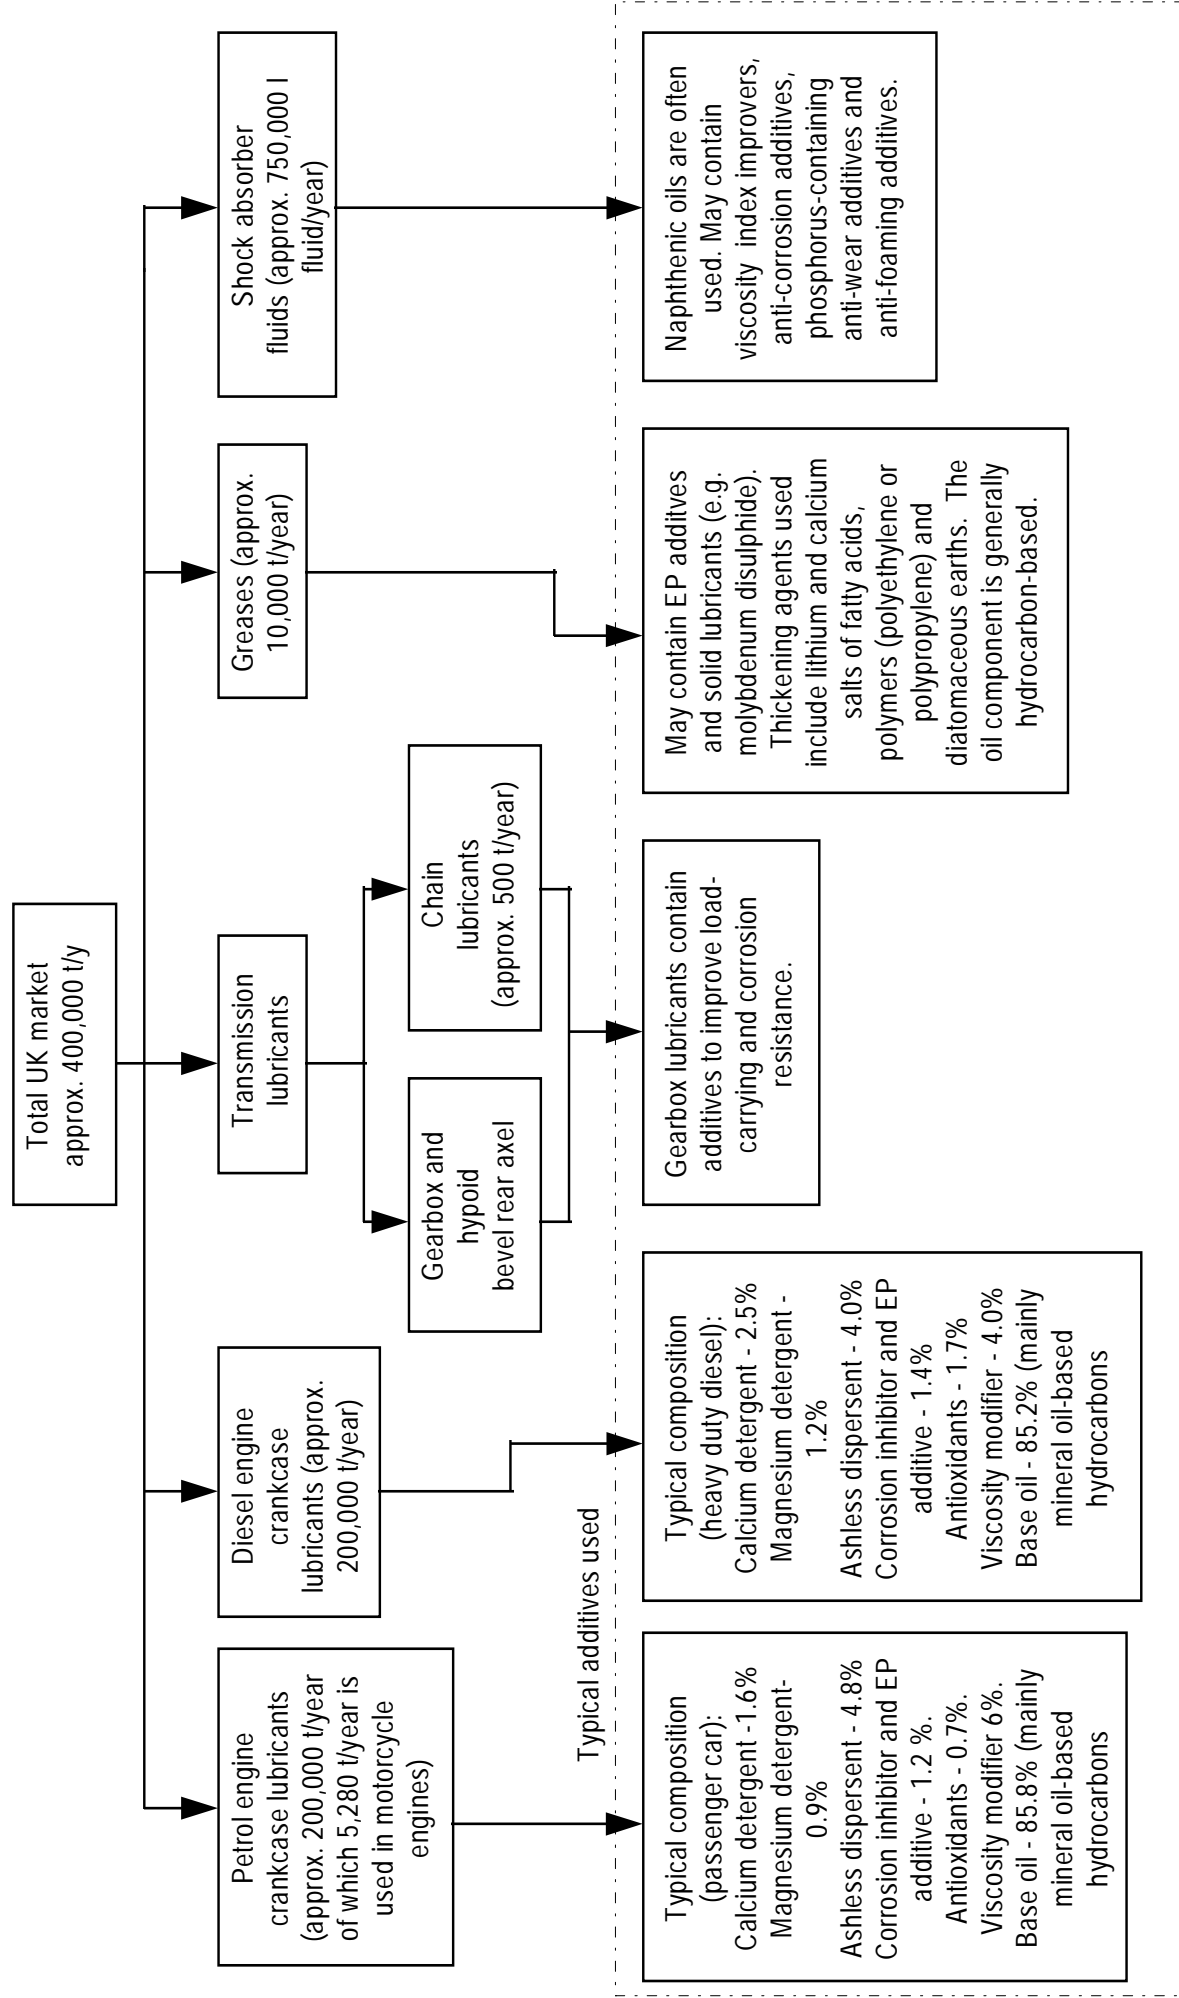 Total UK market
approx. 400,000 t/y
Petrol engine
crankcase lubricants
(approx. 200,000 t/year
of which 5,280 t/year is
used in motorcycle
engines)
Diesel engine
crankcase
lubricants (approx.
200,000 t/year)
Transmission
lubricants
Greases (approx.
10,000 t/year)
Shock absorber
fluids (approx. 750,000 l
fluid/year)
Gearbox and
hypoid
bevel rear axel
Chain
lubricants
(approx. 500 t/year)
Typical additives used
Typical composition
(passenger car):
Calcium detergent -1.6%
Magnesium detergent-
0.9%
Ashless dispersent - 4.8%
Corrosion inhibitor and EP
additive - 1.2 %.
Antioxidants - 0.7%.
Viscosity modifier 6%.
Base oil - 85.8% (mainly
mineral oil-based
hydrocarbons
Typical composition
(heavy duty diesel):
Calcium detergent - 2.5%
Magnesium detergent -
1.2%
Ashless dispersent - 4.0%
Corrosion inhibitor and EP
additive - 1.4%
Antioxidants - 1.7%
Viscosity modifier - 4.0%
Base oil - 85.2% (mainly
mineral oil-based
hydrocarbons
Gearbox lubricants contain
additives to improve load-
carrying and corrosion
resistance.
May contain EP additves
and solid lubricants (e.g.
molybdenum disulphide).
Thickening agents used
include lithium and calcium
salts of fatty acids,
polymers (polyethylene or
polypropylene) and
diatomaceous earths. The
oil component is generally
hydrocarbon-based.
Naphthenic oils are often
used. May contain
viscosity index improvers,
anti-corrosion additives,
phosphorus-containing
anti-wear additives and
anti-foaming additives.